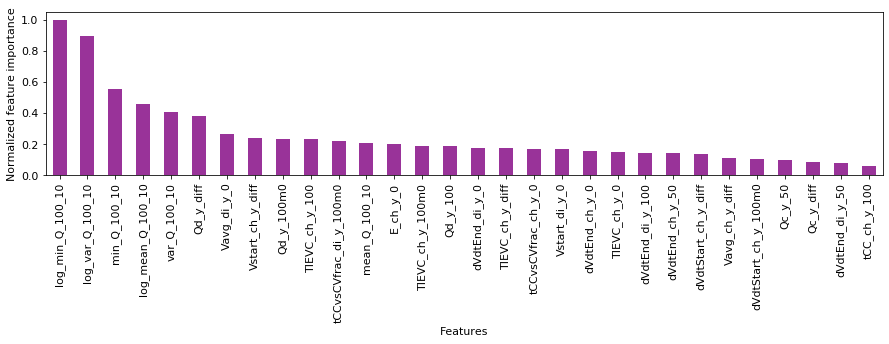 Normalized feature importance
1.0
0.8
0.6
0.4
0.2
0.0
log_min_Q_100_10
log_var_Q_100_10
min_Q_100_10
log_mean_Q_100_10
var_Q_100_10
Qd_y_diff
Vavg_di_y_0
Vstart_ch_y_diff
Qd_y_100m0
TIEVC_ch_y_100
tCCvsCVfrac_di_y_100m0
mean_Q_100_10
E_ch_y_0
TIEVC_ch_y_100m0
Qd_y_100
dVdtEnd_di_y_0
TIEVC_ch_y_diff
tCCvsCVfrac_ch_y_0
Vstart_di_y_0
dVdtEnd_ch_y_0
TIEVC_ch_y_0
dVdtEnd_di_y_100
dVdtEnd_ch_y_50
dVdtStart_ch_y_diff
Vavg_ch_y_diff
dVdtStart_ch_y_100m0
Qc_y_50
Qc_y_diff
dVdtEnd_di_y_50
tCC_ch_y_100
Features